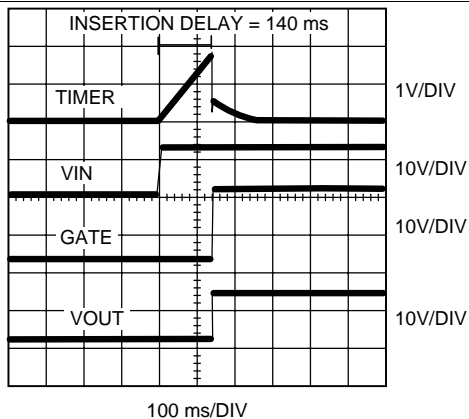 INSERTION DELAY = 140 ms
TIMER
1V/DIV
VIN
10V/DIV
GATE
10V/DIV
VOUT
10V/DIV
100 ms/DIV